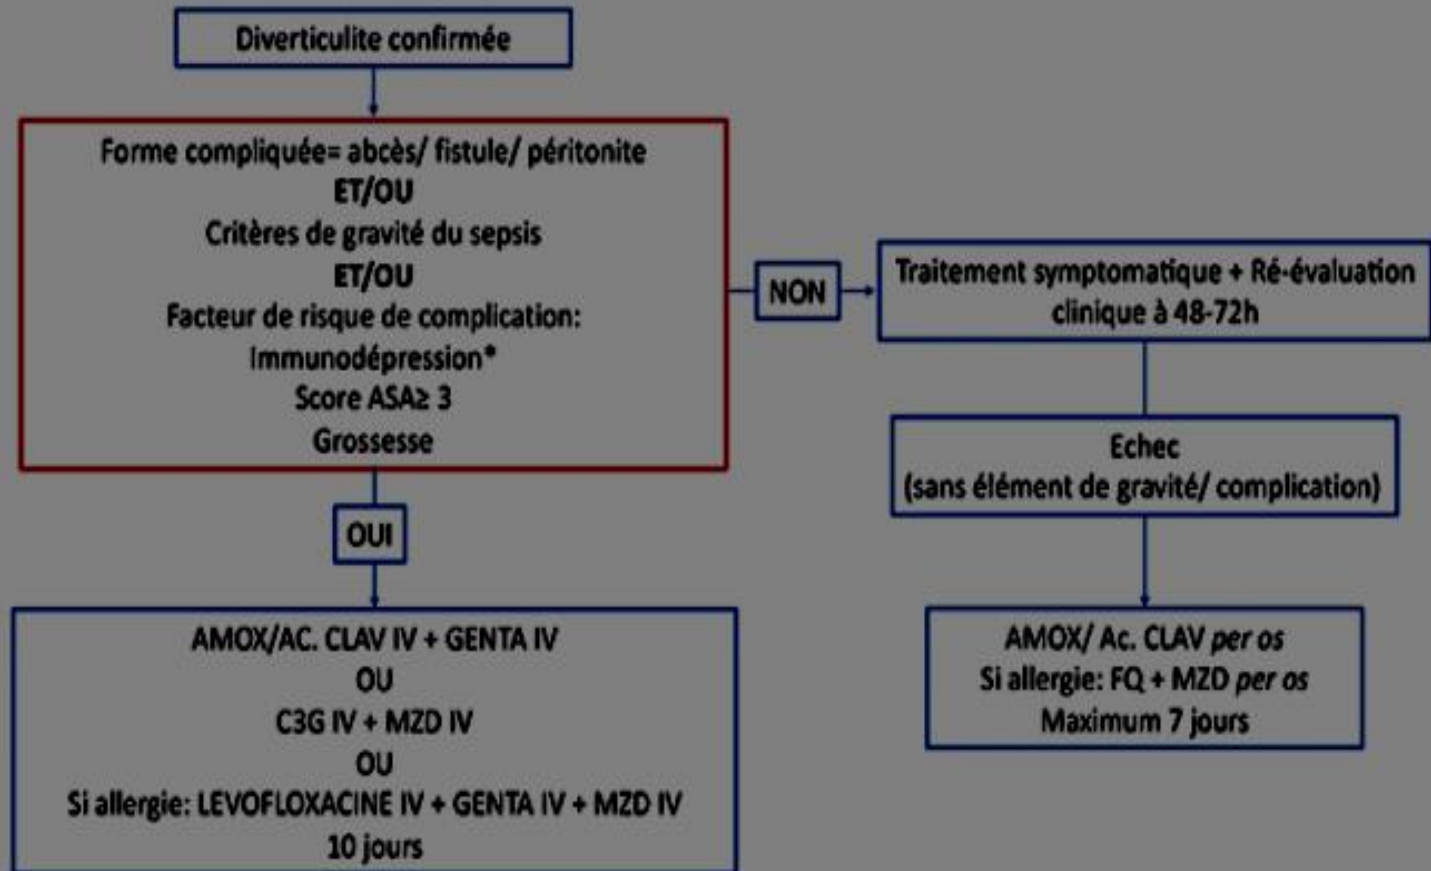 Diverticulite confirmée
Forme compliquée= abcès/ fistule/ péritonite
ET/OU
Critères de gravité du sepsis
ET/OU
Facteur de risque de complication:
Immunodépression*
Score ASA≥ 3
Grossesse
NON
Traitement symptomatique + Ré-évaluation
clinique à 48-72h
Echec
(sans élément de gravité/ complication)
OUI
AMOX/AC. CLAV IV + GENTA IV
OU
C3G IV + MZD IV
OU
Si allergie: LEVOFLOXACINE IV + GENTA IV + MZD IV
10 jours
AMOX/ Ac. CLAV per os
Si allergie: FQ + MZD per os
Maximum 7 jours